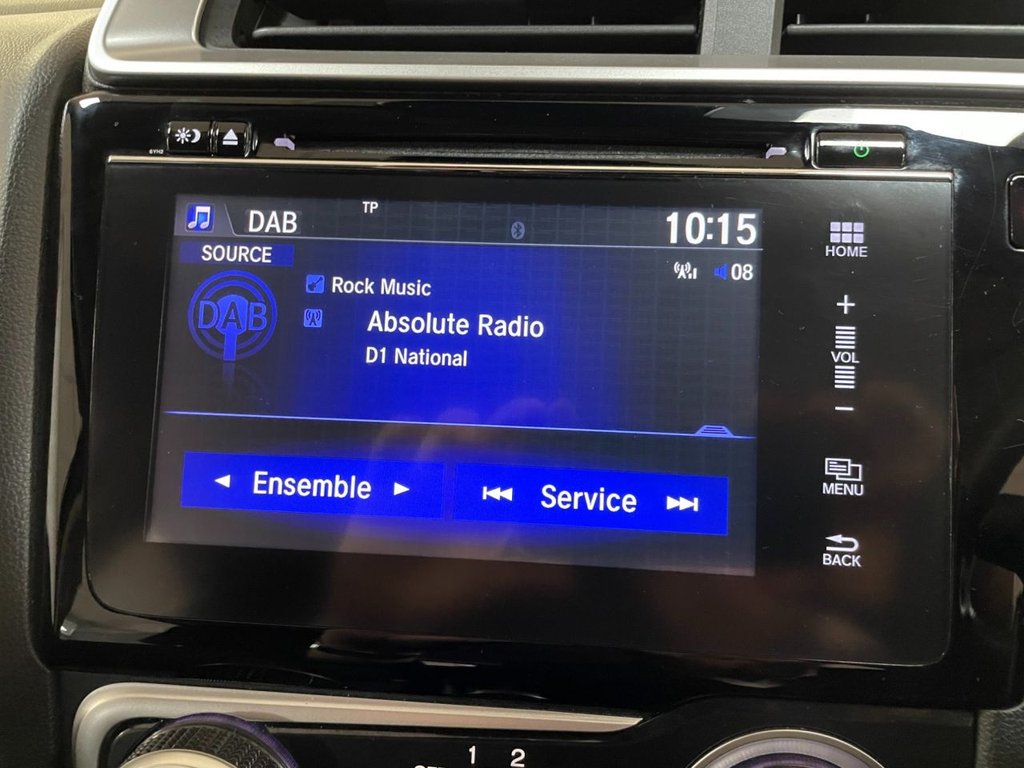 DAB
TP
10:15
SOURCE
08
DAB
Rock Music
Absolute Radio
D1 National
Ensemble
Service
HOME
+
VOL
-
MENU
BACK
1 2